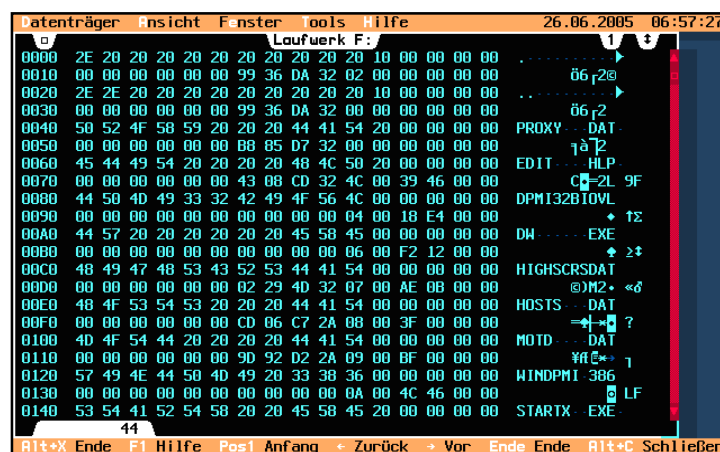 Datenträger Ansicht Fenster Tools Hilfe 26.06.2005 06:57:27
Laufwerk F: 1
0000 2E 20 20 20 20 20 20 20 20 20 20 10 00 00 00 00 .
0010 00 00 00 00 00 00 99 36 DA 32 02 00 00 00 00 00 Ö6┌2☻
0020 2E 2E 20 20 20 20 20 20 20 20 20 10 00 00 00 00 ..
0030 00 00 00 00 00 00 99 36 DA 32 00 00 00 00 00 00 Ö6┌2
0040 50 52 4F 58 59 20 20 20 44 41 54 20 00 00 00 00 PROXY DAT
0050 00 00 00 00 00 00 B8 85 D7 32 00 00 00 00 00 00 ╕à╫2
0060 45 44 49 54 20 20 20 20 48 4C 50 20 00 00 00 00 EDIT HLP
0070 00 00 00 00 00 00 43 08 CD 32 4C 00 39 46 00 00 C◘═2L 9F
0080 44 50 4D 49 33 32 42 49 4F 56 4C 00 00 00 00 00 DPMI32BIOVL
0090 00 00 00 00 00 00 00 00 00 00 04 00 18 E4 00 00 ♦ ↑Σ
00A0 44 57 20 20 20 20 20 20 45 58 45 00 00 00 00 00 DW EXE
00B0 00 00 00 00 00 00 00 00 00 00 06 00 F2 12 00 00 ♠ ≥↕
00C0 48 49 47 48 53 43 52 53 44 41 54 00 00 00 00 00 HIGHSCRSDAT
00D0 00 00 00 00 00 00 02 29 4D 32 07 00 AE 0B 00 00 ☻)M2• «♂
00E0 48 4F 53 54 53 20 20 20 44 41 54 00 00 00 00 00 HOSTS DAT
00F0 00 00 00 00 00 00 CD 06 C7 2A 08 00 3F 00 00 00 ═♠╟*◘ ?
0100 4D 4F 54 44 20 20 20 20 44 41 54 00 00 00 00 00 MOTD DAT
0110 00 00 00 00 00 00 9D 92 D2 2A 09 00 BF 00 00 00 ¥Æ╥*○ ┐
0120 57 49 4E 44 50 4D 49 20 33 38 36 00 00 00 00 00 WINDPMI 386
0130 00 00 00 00 00 00 00 00 00 00 0A 00 4C 46 00 00 ◙ LF
0140 53 54 41 52 54 58 20 20 45 58 45 20 00 00 00 00 STARTX EXE
44
Alt+X Ende F1 Hilfe Pos1 Anfang ← Zurück → Vor Ende Ende Alt+C Schließen